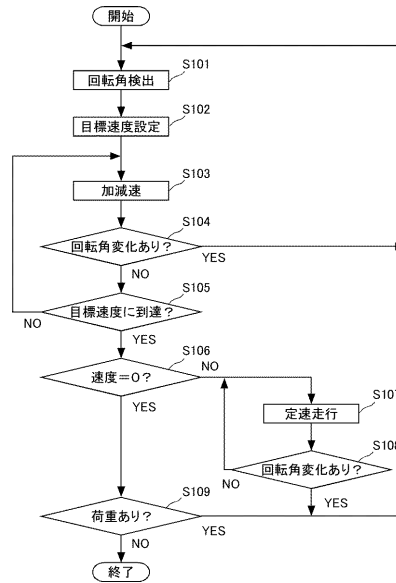 開始
S101
回転角検出
S102
目標速度設定
S103
加減速
S104
回転角変化あり?
YES
NO
S105
目標速度に到達?
NO
YES
S106
速度=0?
NO
YES
S107
定速走行
S108
回転角変化あり?
NO
YES
S109
荷重あり?
YES
NO
終了